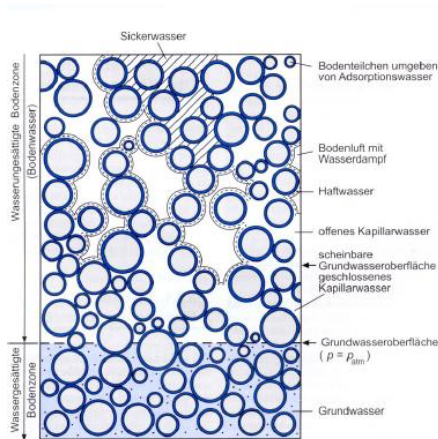 Sickerwasser
Wasserungesättigte Bodenzone
(Bodenwasser)
Bodenteilchen umgeben
von Adsorptionswasser
Bodenluft mit
Wasserdampf
Haftwasser
offenes Kapillarwasser
scheinbare
Grundwasseroberfläche
geschlossenes
Kapillarwasser
Grundwasseroberfläche
( p = patm )
Wassergesättigte
Bodenzone
Grundwasser